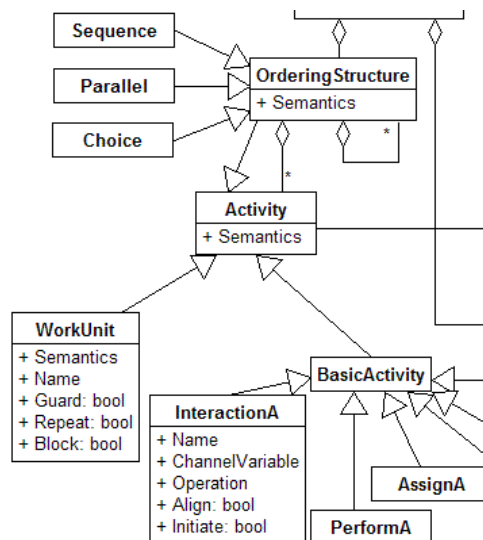 Sequence
Parallel
Choice
OrderingStructure
+ Semantics
*
*
Activity
+ Semantics
WorkUnit
+ Semantics
+ Name
+ Guard: bool
+ Repeat: bool
+ Block: bool
BasicActivity
InteractionA
+ Name
+ ChannelVariable
+ Operation
+ Align: bool
+ Initiate: bool
AssignA
PerformA